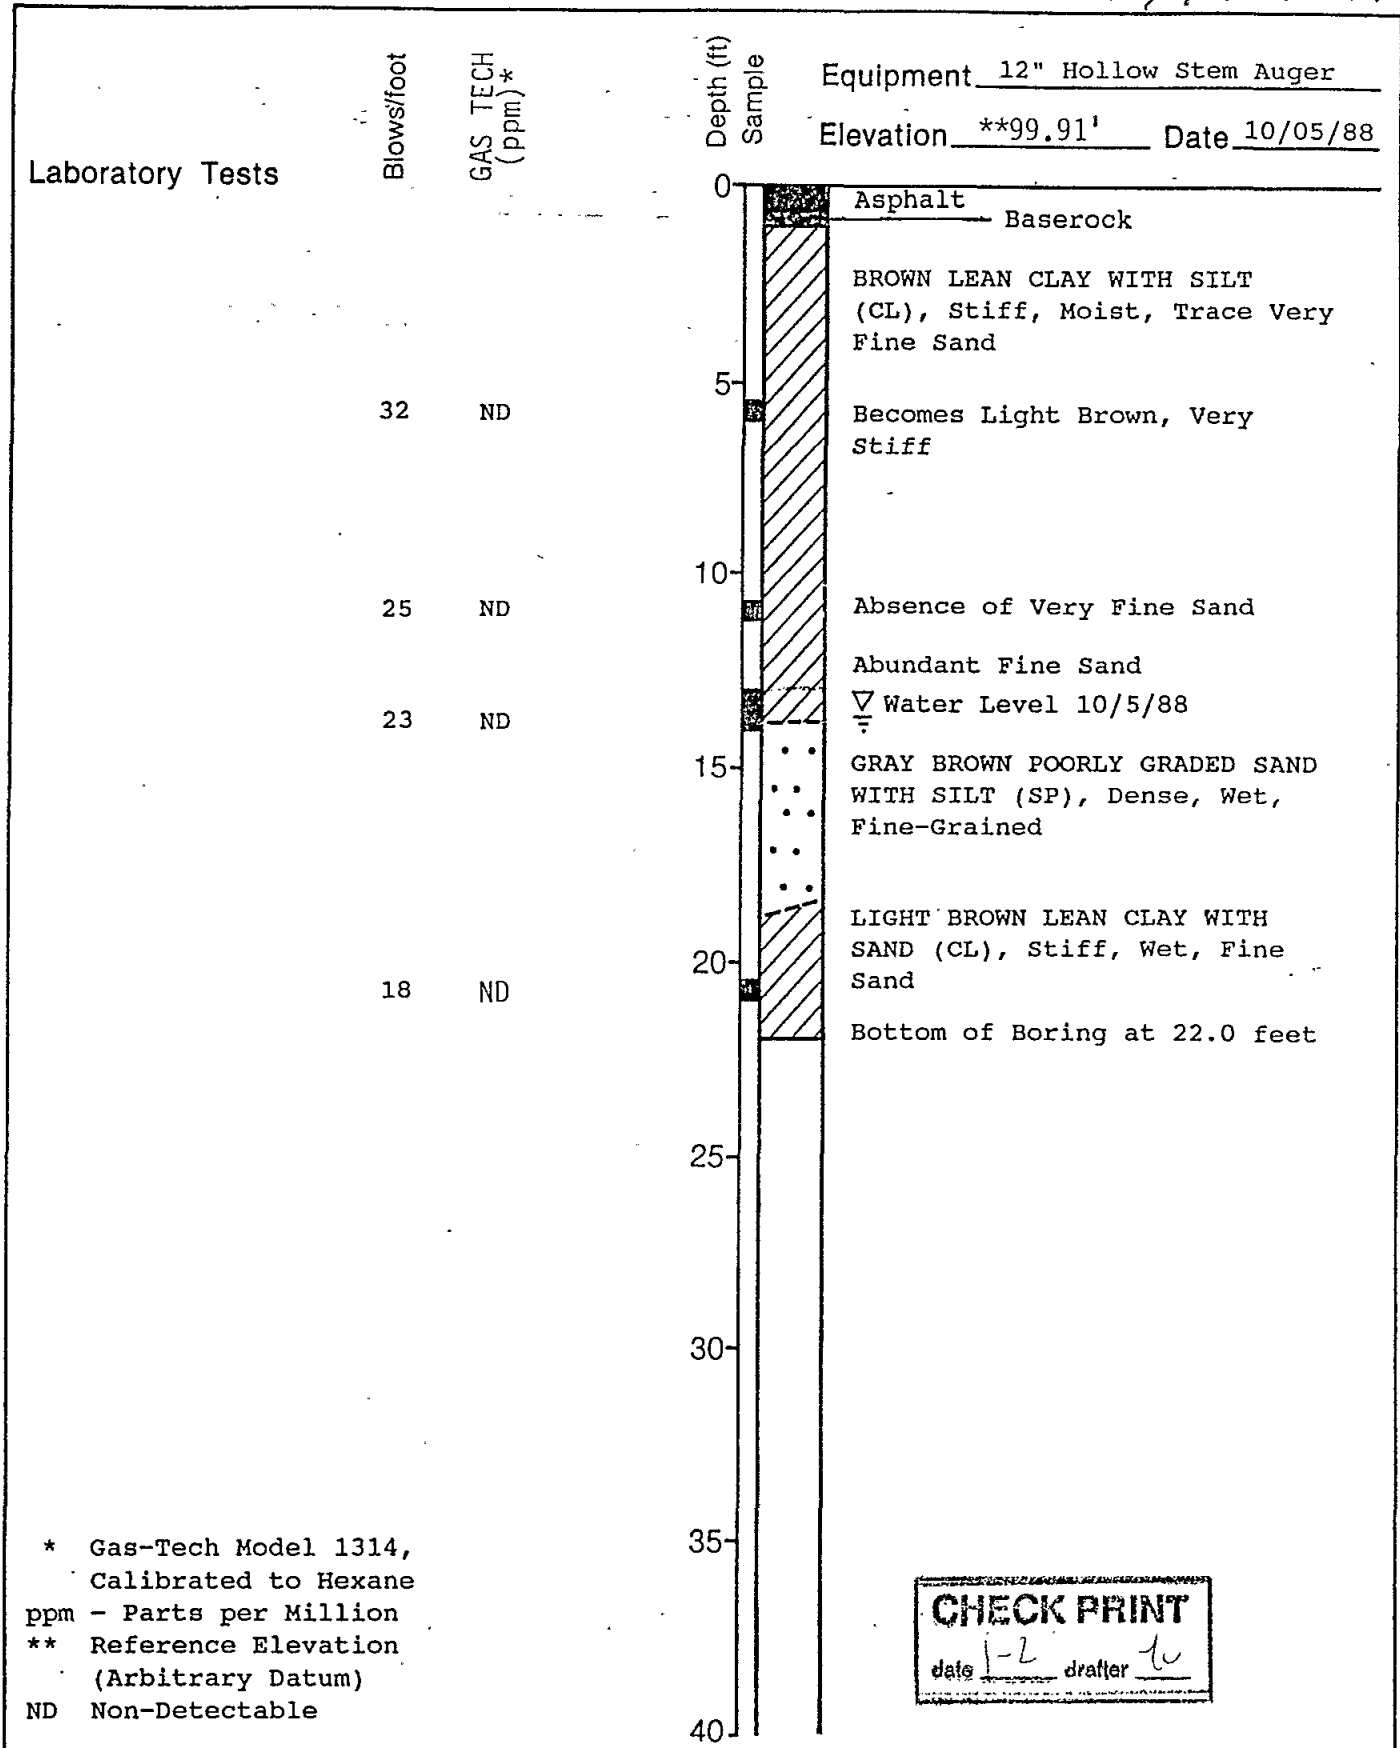 Laboratory Tests
Blows/foot
GAS TECH
(ppm)*
Depth (ft)
Sample
Equipment 12" Hollow Stem Auger
Elevation **99.91' Date 10/05/88
0
Asphalt
Baserock
BROWN LEAN CLAY WITH SILT
(CL), Stiff, Moist, Trace Very
Fine Sand
5
32 ND
Becomes Light Brown, Very
Stiff
10
25 ND
Absence of Very Fine Sand
Abundant Fine Sand
23 ND
Water Level 10/5/88
15
GRAY BROWN POORLY GRADED SAND
WITH SILT (SP), Dense, Wet,
Fine-Grained
LIGHT BROWN LEAN CLAY WITH
SAND (CL), Stiff, Wet, Fine
Sand
20
18 ND
Bottom of Boring at 22.0 feet
25
30
35
40
* Gas-Tech Model 1314,
Calibrated to Hexane
ppm - Parts per Million
** Reference Elevation
(Arbitrary Datum)
ND Non-Detectable
CHECK PRINT
date 1-2 drafter